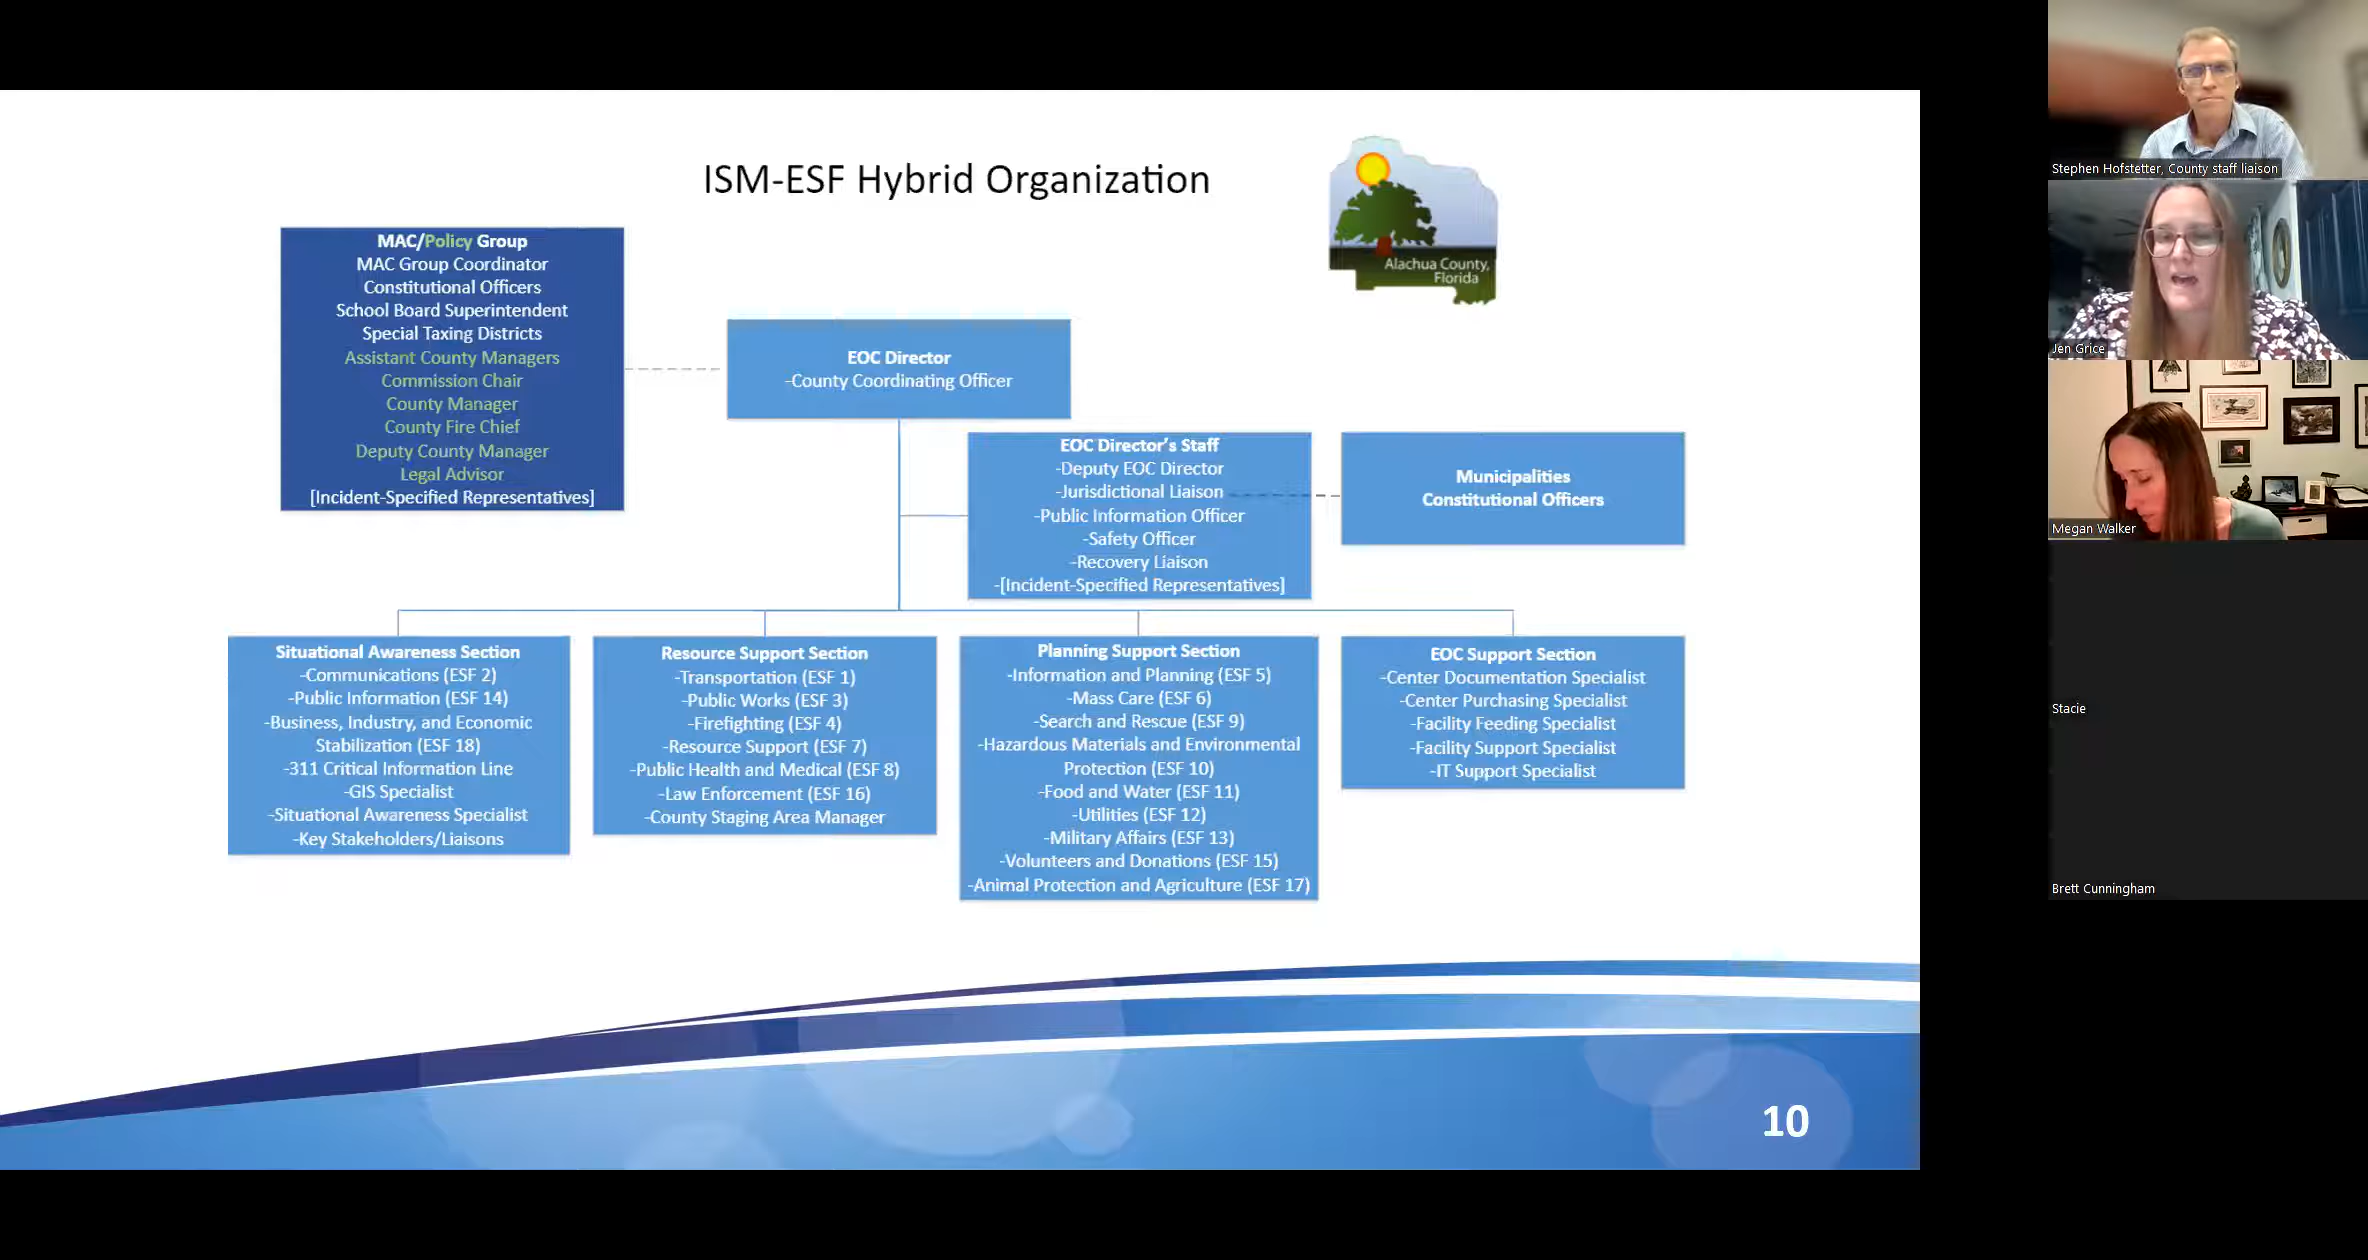 ISM-ESF Hybrid Organization
Alachua County,
Florida
MAC/Policy Group
MAC Group Coordinator
Constitutional Officers
School Board Superintendent
Special Taxing Districts
Assistant County Managers
Commission Chair
County Manager
County Fire Chief
Deputy County Manager
Legal Advisor
[Incident-Specified Representatives]
EOC Director
-County Coordinating Officer
EOC Director's Staff
-Deputy EOC Director
-Jurisdictional Liaison
-Public Information Officer
-Safety Officer
-Recovery Liaison
-[Incident-Specified Representatives]
Municipalities
Constitutional Officers
Situational Awareness Section
-Communications (ESF 2)
-Public Information (ESF 14)
-Business, Industry, and Economic
Stabilization (ESF 18)
-311 Critical Information Line
-GIS Specialist
-Situational Awareness Specialist
-Key Stakeholders/Liaisons
Resource Support Section
-Transportation (ESF 1)
-Public Works (ESF 3)
-Firefighting (ESF 4)
-Resource Support (ESF 7)
-Public Health and Medical (ESF 8)
-Law Enforcement (ESF 16)
-County Staging Area Manager
Planning Support Section
-Information and Planning (ESF 5)
-Mass Care (ESF 6)
-Search and Rescue (ESF 9)
-Hazardous Materials and Environmental
Protection (ESF 10)
-Food and Water (ESF 11)
-Utilities (ESF 12)
-Military Affairs (ESF 13)
-Volunteers and Donations (ESF 15)
-Animal Protection and Agriculture (ESF 17)
EOC Support Section
-Center Documentation Specialist
-Center Purchasing Specialist
-Facility Feeding Specialist
-Facility Support Specialist
-IT Support Specialist
10
Stephen Hofstetter, County staff liaison
Jen Grice
Megan Walker
Stacie
Brett Cunningham